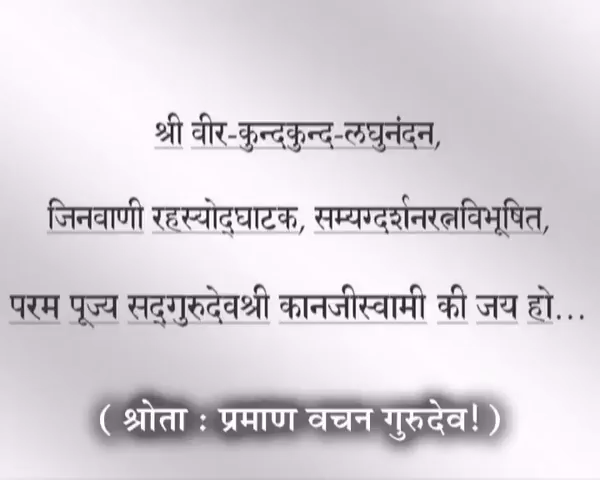 श्री वीर-कुन्दकुन्द-लघुनंदन,
जिनवाणी रहस्योद्घाटक, सम्यग्दर्शनरत्नविभूषित,
परम पूज्य सद्गुरुदेवश्री कानजीस्वामी की जय हो...
( श्रोता : प्रमाण वचन गुरुदेव! )